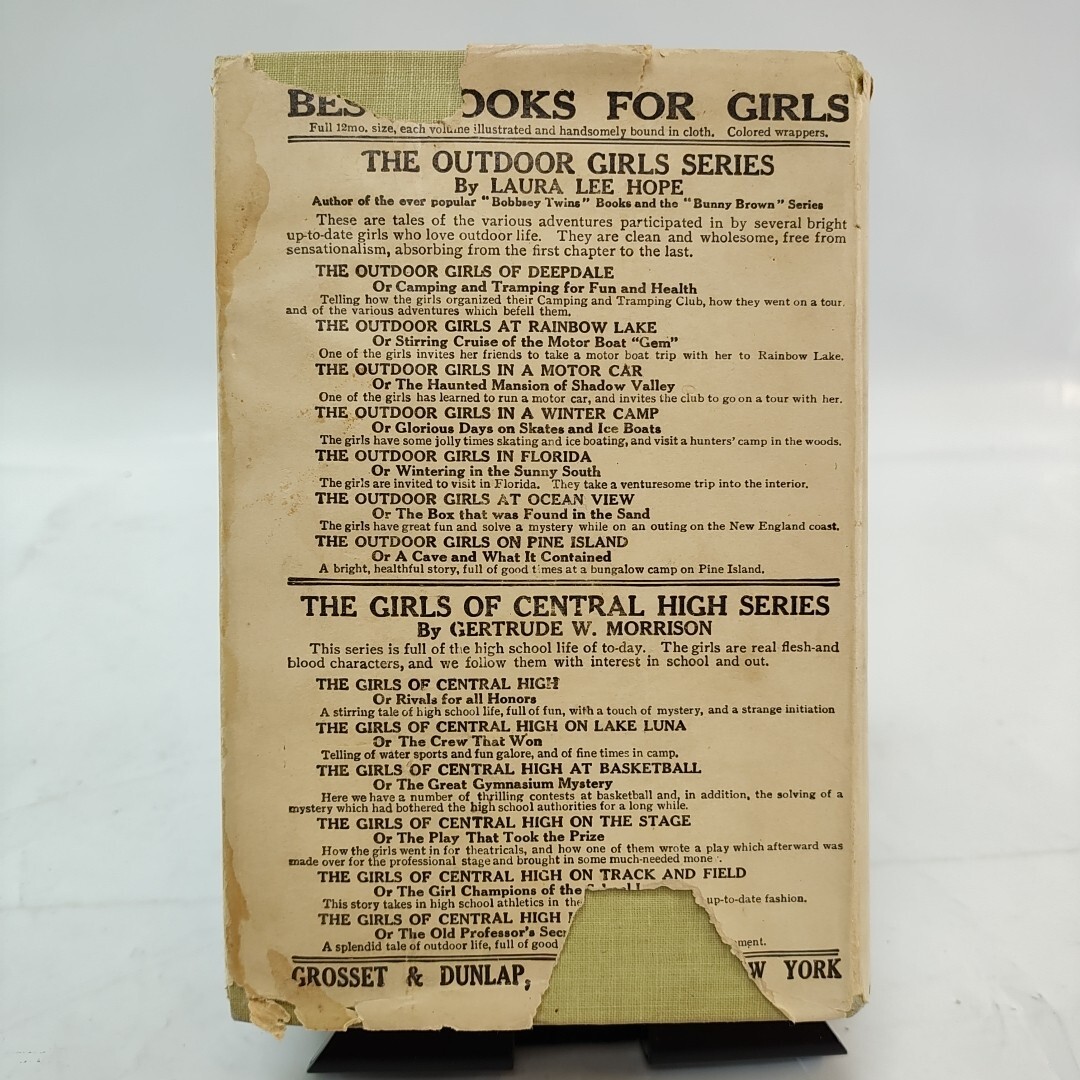 BES OOKS FOR GIRLS
Full 12mo. size, each volume illustrated and handsomely bound in cloth. Colored wrappers.
THE OUTDOOR GIRLS SERIES
By LAURA LEE HOPE
Author of the ever popular "Bobbsey Twins" Books and the "Bunny Brown" Series
These are tales of the various adventures participated in by several bright
up-to-date girls who love outdoor life. They are clean and wholesome, free from
sensationalism, absorbing from the first chapter to the last.
THE OUTDOOR GIRLS OF DEEPDALE
Or Camping and Tramping for Fun and Health
Telling how the girls organized their Camping and Tramping Club, how they went on a tour.
and of the various adventures which befell them.
THE OUTDOOR GIRLS AT RAINBOW LAKE
Or Stirring Cruise of the Motor Boat "Gem"
One of the girls invites her friends to take a motor boat trip with her to Rainbow Lake.
THE OUTDOOR GIRLS IN A MOTOR CAR
Or The Haunted Mansion of Shadow Valley
One of the girls has learned to run a motor car, and invites the club to go on a tour with her.
THE OUTDOOR GIRLS IN A WINTER CAMP
Or Glorious Days on Skates and Ice Boats
The girls have some jolly times skating and ice boating, and visit a hunters' camp in the woods.
THE OUTDOOR GIRLS IN FLORIDA
Or Wintering in the Sunny South
The girls are invited to visit in Florida. They take a venturesome trip into the interior.
THE OUTDOOR GIRLS AT OCEAN VIEW
Or The Box that was Found in the Sand
The girls have great fun and solve a mystery while on an outing on the New England coast.
THE OUTDOOR GIRLS ON PINE ISLAND
Or A Cave and What It Contained
A bright, healthful story, full of good times at a bungalow camp on Pine Island.
THE GIRLS OF CENTRAL HIGH SERIES
By GERTRUDE W. MORRISON
This series is full of the high school life of to-day. The girls are real flesh-and
blood characters, and we follow them with interest in school and out.
THE GIRLS OF CENTRAL HIGH
Or Rivals for all Honors
A stirring tale of high school life, full of fun, with a touch of mystery, and a strange initiation
THE GIRLS OF CENTRAL HIGH ON LAKE LUNA
Or The Crew That Won
Telling of water sports and fun galore, and of fine times in camp.
THE GIRLS OF CENTRAL HIGH AT BASKETBALL
Or The Great Gymnasium Mystery
Here we have a number of thrilling contests at basketball and, in addition, the solving of a
mystery which had bothered the high school authorities for a long while.
THE GIRLS OF CENTRAL HIGH ON THE STAGE
Or The Play That Took the Prize
How the girls went in for theatricals, and how one of them wrote a play which afterward was
made over for the professional stage and brought in some much-needed mone .
THE GIRLS OF CENTRAL HIGH ON TRACK AND FIELD
Or The Girl Champions of the
This story takes in high school athletics in the up-to-date fashion.
THE GIRLS OF CENTRAL HIGH
Or The Old Professor's Sec
A splendid tale of outdoor life, full of good ment.
GROSSET & DUNLAP, W YORK